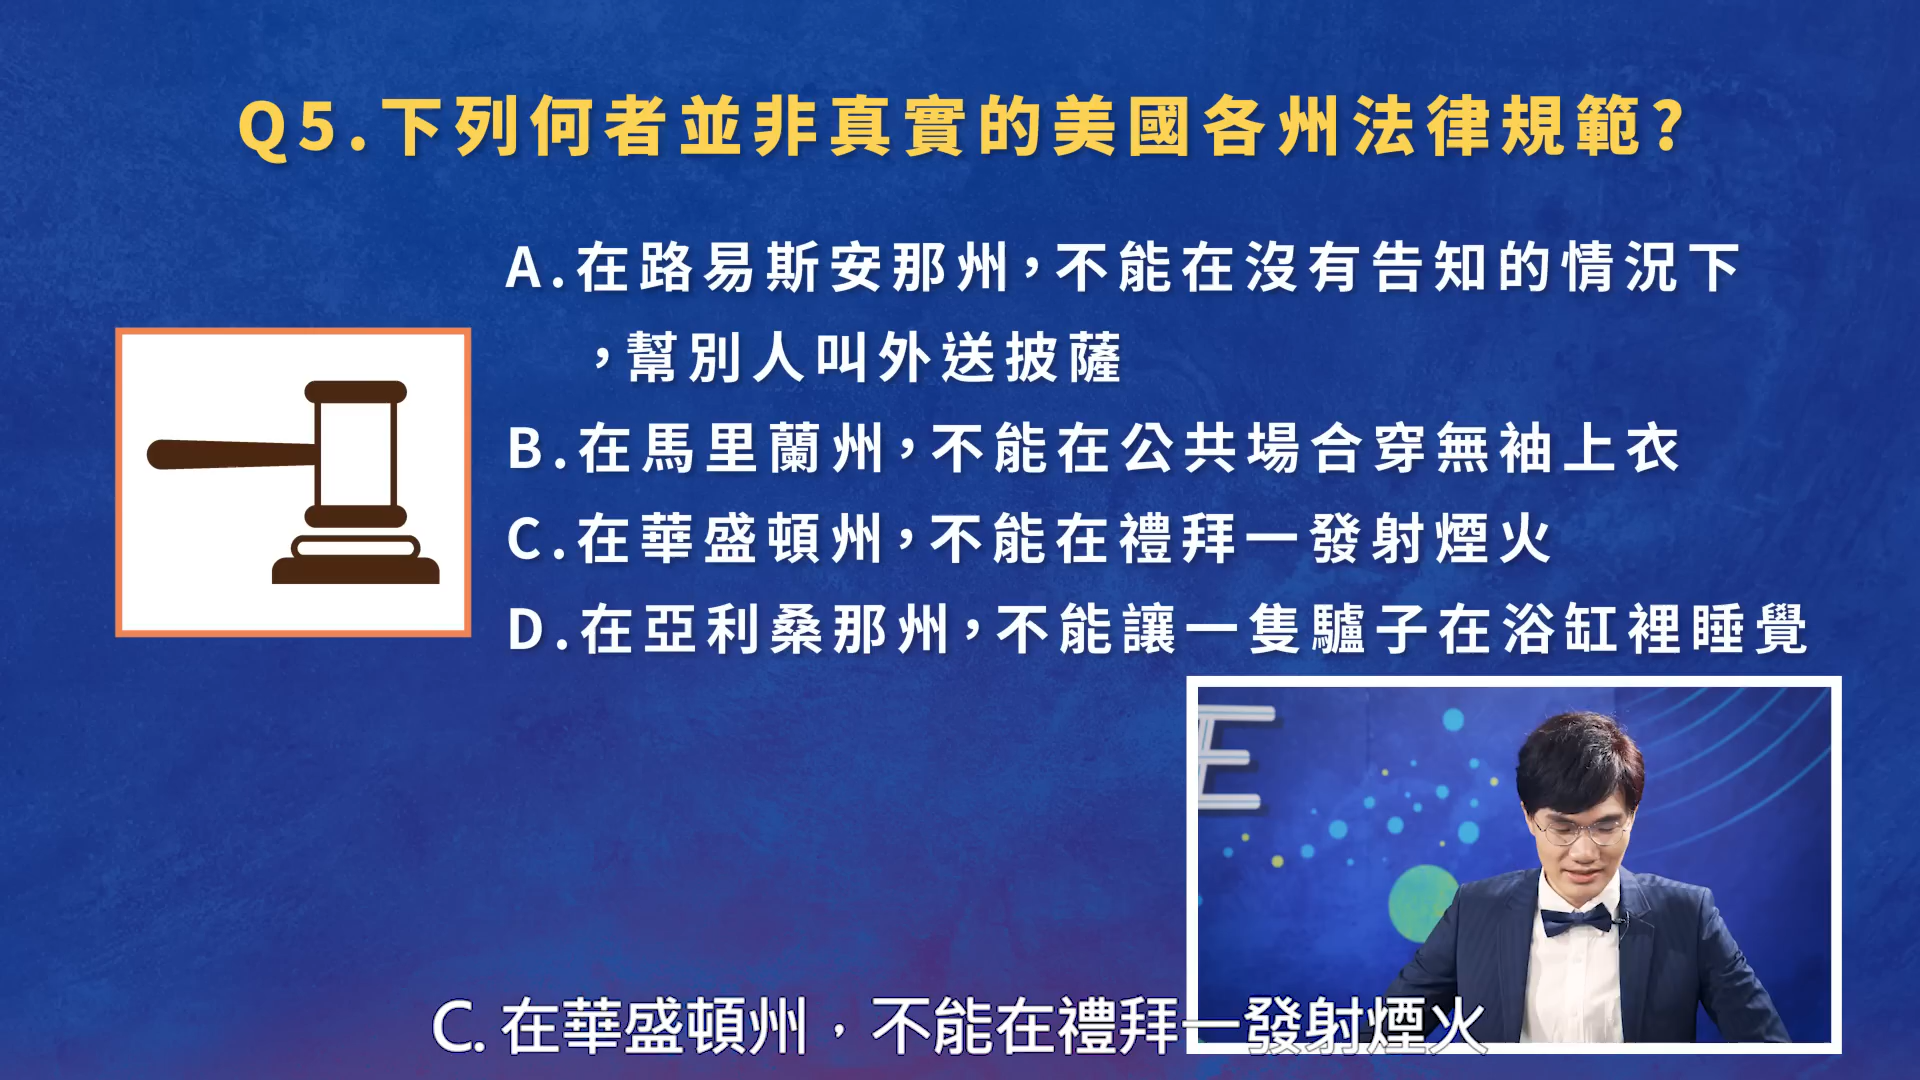 Q5.下列何者並非真實的美國各州法律規範?
A.在路易斯安那州,不能在沒有告知的情況下
,幫別人叫外送披薩
B.在馬里蘭州,不能在公共場合穿無袖上衣
C.在華盛頓州,不能在禮拜一發射煙火
D.在亞利桑那州,不能讓一隻驢子在浴缸裡睡覺
E
C. 在華盛頓州,不能在禮拜一發射煙火